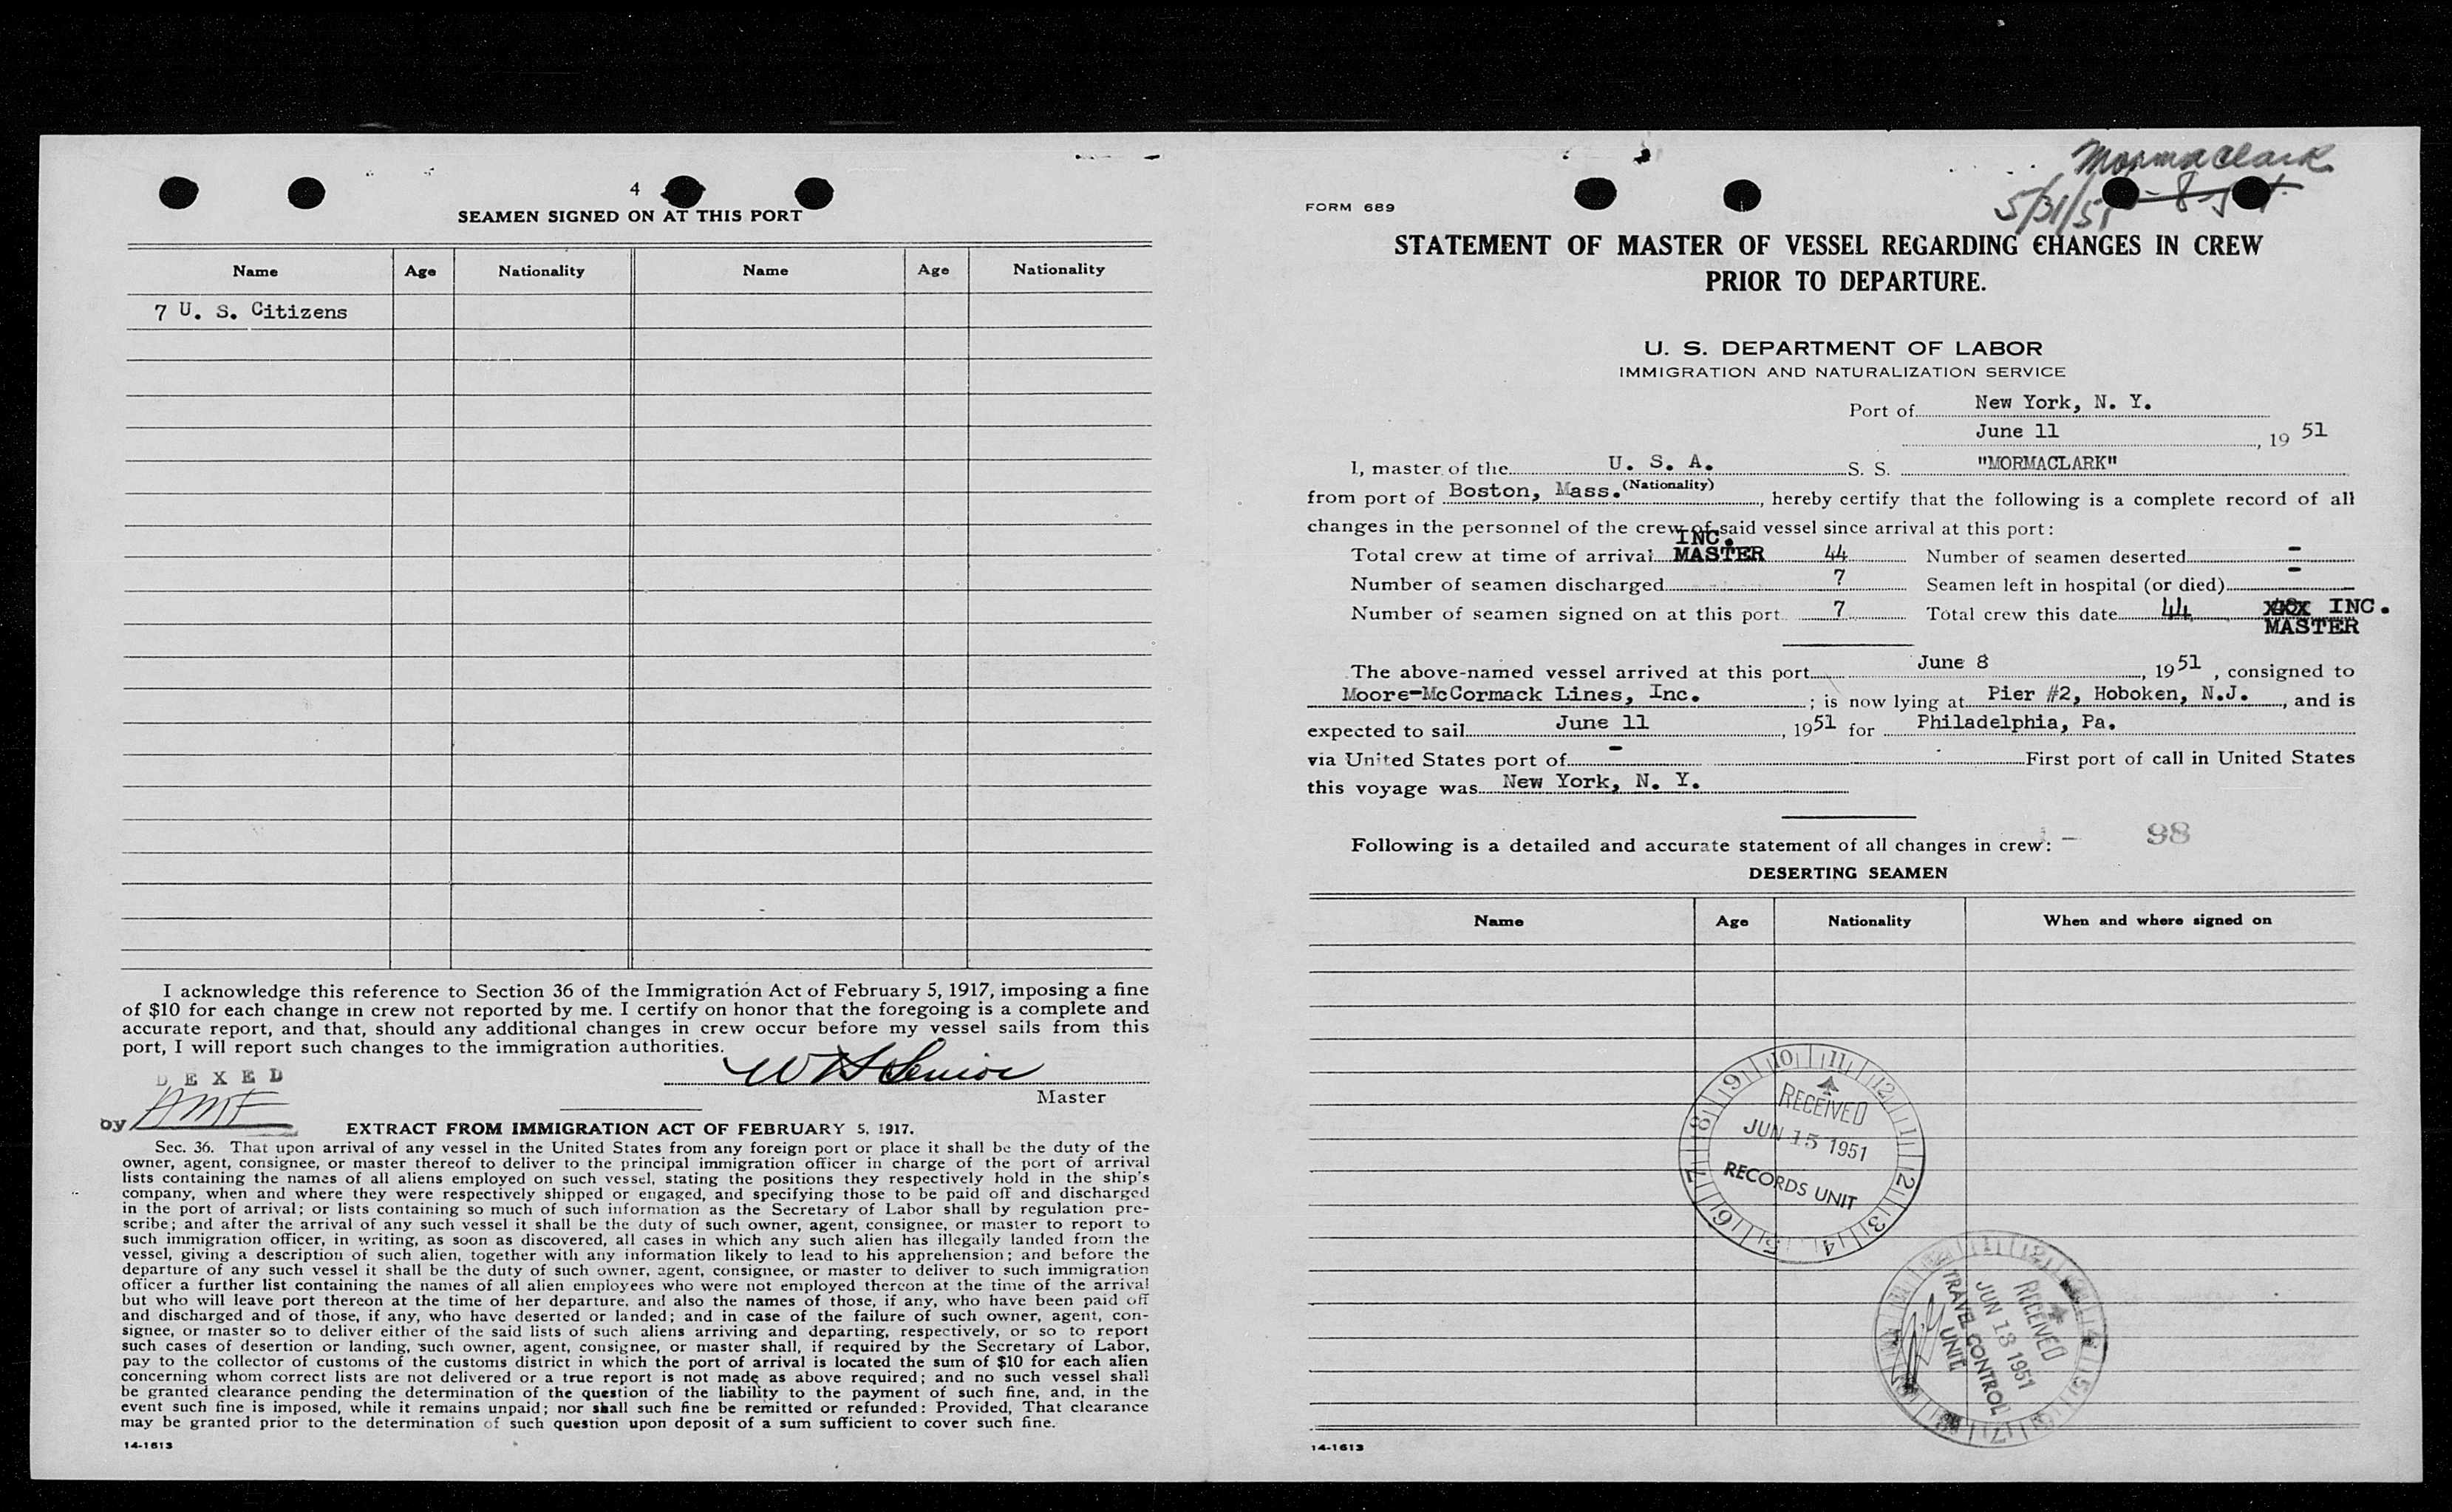 4
SEAMEN SIGNED ON AT THIS PORT
Name Age Nationality Name Age Nationality
7 U. S. Citizens
I acknowledge this reference to Section 36 of the Immigration Act of February 5, 1917, imposing a fine
of $10 for each change in crew not reported by me. I certify on honor that the foregoing is a complete and
accurate report, and that, should any additional changes in crew occur before my vessel sails from this
port, I will report such changes to the immigration authorities.
W H Senior
Master
D E X E D
by AMF
EXTRACT FROM IMMIGRATION ACT OF FEBRUARY 5, 1917.
Sec. 36. That upon arrival of any vessel in the United States from any foreign port or place it shall be the duty of the
owner, agent, consignee, or master thereof to deliver to the principal immigration officer in charge of the port of arrival
lists containing the names of all aliens employed on such vessel, stating the positions they respectively hold in the ship's
company, when and where they were respectively shipped or engaged, and specifying those to be paid off and discharged
in the port of arrival; or lists containing so much of such information as the Secretary of Labor shall by regulation pre-
scribe; and after the arrival of any such vessel it shall be the duty of such owner, agent, consignee, or master to report to
such immigration officer, in writing, as soon as discovered, all cases in which any such alien has illegally landed from the
vessel, giving a description of such alien, together with any information likely to lead to his apprehension; and before the
departure of any such vessel it shall be the duty of such owner, agent, consignee, or master to deliver to such immigration
officer a further list containing the names of all alien employees who were not employed thereon at the time of the arrival
but who will leave port thereon at the time of her departure, and also the names of those, if any, who have been paid off
and discharged and of those, if any, who have deserted or landed; and in case of the failure of such owner, agent, con-
signee, or master so to deliver either of the said lists of such aliens arriving and departing, respectively, or so to report
such cases of desertion or landing, such owner, agent, consignee, or master shall, if required by the Secretary of Labor,
pay to the collector of customs of the customs district in which the port of arrival is located the sum of $10 for each alien
concerning whom correct lists are not delivered or a true report is not made as above required; and no such vessel shall
be granted clearance pending the determination of the question of the liability to the payment of such fine, and, in the
event such fine is imposed, while it remains unpaid; nor shall such fine be remitted or refunded: Provided, That clearance
may be granted prior to the determination of such question upon deposit of a sum sufficient to cover such fine.
14-1613
Mormaclark
5/31/51
FORM 689
STATEMENT OF MASTER OF VESSEL REGARDING CHANGES IN CREW
PRIOR TO DEPARTURE.
U. S. DEPARTMENT OF LABOR
IMMIGRATION AND NATURALIZATION SERVICE
Port of New York, N. Y.
June 11, 19 51
I, master of the U. S. A. S. S. "MORMACLARK"
(Nationality)
from port of Boston, Mass., hereby certify that the following is a complete record of all
changes in the personnel of the crew of said vessel since arrival at this port:
Total crew at time of arrival INC. MASTER 44 Number of seamen deserted -
Number of seamen discharged 7 Seamen left in hospital (or died) -
Number of seamen signed on at this port 7 Total crew this date 44 INC.
MASTER
The above-named vessel arrived at this port June 8, 1951, consigned to
Moore-McCormack Lines, Inc.; is now lying at Pier #2, Hoboken, N.J., and is
expected to sail June 11, 1951 for Philadelphia, Pa.
via United States port of - First port of call in United States
this voyage was New York, N. Y.
Following is a detailed and accurate statement of all changes in crew: - 98
DESERTING SEAMEN
Name Age Nationality When and where signed on
RECEIVED
JUN 15 1951
RECORDS UNIT
RECEIVED
JUN 13 1951
TRAVEL CONTROL
UNIT
14-1613